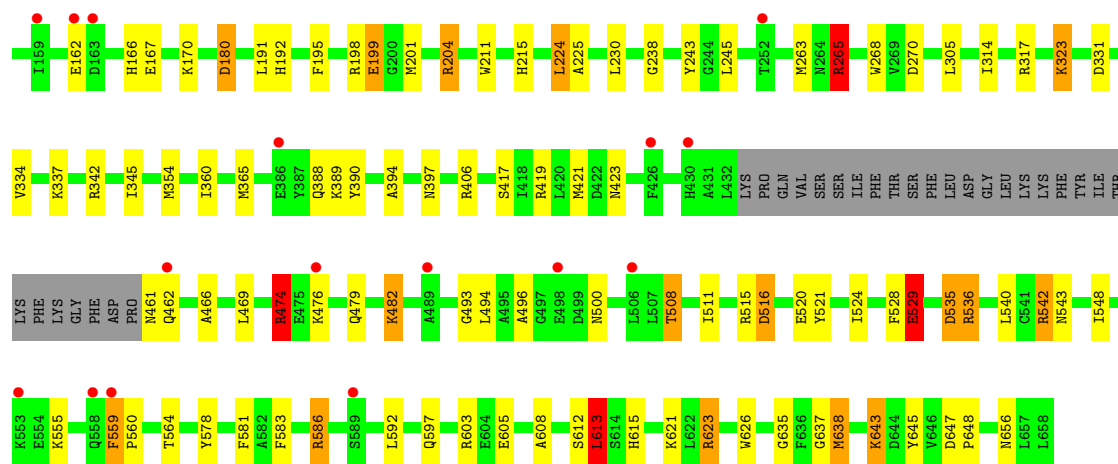 I159 E162 D163 H166 E167 K170 D180 L191 H192 F195 R198 E199 G200 M201 R204 W211 H215 L224 A225 L230 G238 Y243 G244 L245 T252 M263 N264 R265 W268 V269 D270 L305 I314 R317 K323 D331
V334 K337 R342 I345 M354 I360 M365 E386 Y387 Q388 K389 Y390 A394 N397 R406 S417 I418 R419 L420 M421 D422 N423 F426 H430 A431 L432 LYS PRO GLN VAL SER SER ILE PHE THR SER PHE LEU ASP GLY LEU LYS LYS PHE TYR ILE THR
LYS PHE LYS GLY PHE ASP PRO N461 Q462 A466 L469 R474 E475 K476 Q479 K482 A489 G493 L494 A495 A496 G497 E498 D499 N500 L506 L507 T508 I511 R515 D516 E520 Y521 I524 F528 E529 D535 R536 L540 C541 R542 N543 I548
K553 E554 K555 Q558 F559 P560 T564 Y578 F581 A582 F583 R586 S589 L592 Q597 R603 E604 E605 A608 S612 L613 S614 H615 K621 L622 R623 W626 G635 F636 G637 M638 K643 D644 Y645 V646 D647 P648 N656 L657 L658